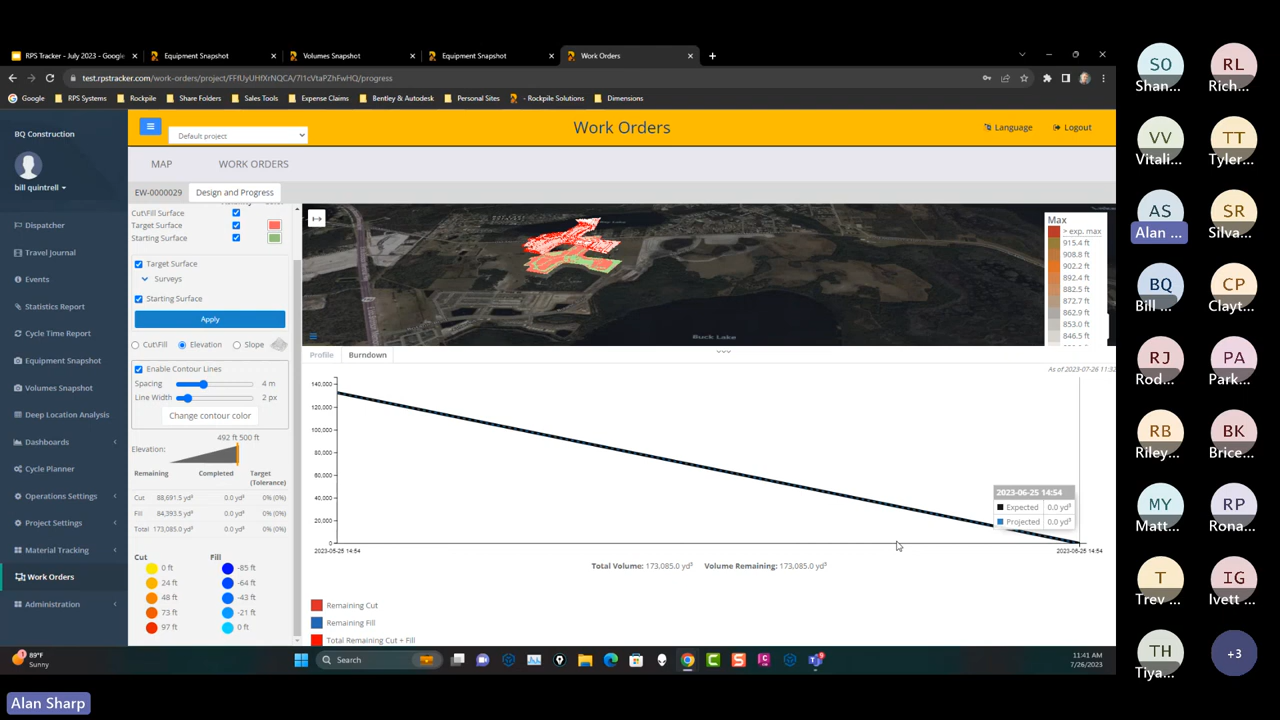 RPS Tracker - July 2023 - Google
Equipment Snapshot
Volumes Snapshot
Equipment Snapshot
Work Orders
test.rpstracker.com/work-orders/project/FFfUyUHfXrNQCA/7I1cVtaPZhFwHQ/progress
Google
RPS Systems
Rockpile
Share Folders
Sales Tools
Expense Claims
Bentley & Autodesk
Personal Sites
- Rockpile Solutions
Dimensions
BQ Construction
bill quintrell
Default project
Work Orders
Language
Logout
MAP
WORK ORDERS
EW-0000029
Design and Progress
Dispatcher
Travel Journal
Events
Statistics Report
Cycle Time Report
Equipment Snapshot
Volumes Snapshot
Deep Location Analysis
Dashboards
Cycle Planner
Operations Settings
Project Settings
Material Tracking
Work Orders
Administration
Cut\Fill Surface
Target Surface
Starting Surface
Target Surface
Surveys
Starting Surface
Apply
Cut\Fill
Elevation
Slope
Enable Contour Lines
Spacing
4 m
Line Width
2 px
Change contour color
492 ft 500 ft
Elevation:
Remaining Completed Target (Tolerance)
Cut 88,691.5 yd³ 0.0 yd³ 0% (0%)
Fill 84,393.5 yd³ 0.0 yd³ 0% (0%)
Total 173,085.0 yd³ 0.0 yd³ 0% (0%)
Cut Fill
0 ft -85 ft
24 ft -64 ft
48 ft -43 ft
73 ft -21 ft
97 ft 0 ft
Max
> exp. max
915.4 ft
908.8 ft
902.2 ft
892.4 ft
882.5 ft
872.7 ft
862.9 ft
853.0 ft
846.5 ft
Buck Lake
Profile
Burndown
As of 2023-07-26 11:32
140,000
120,000
100,000
80,000
60,000
40,000
20,000
0
2023-05-25 14:54
2023-06-25 14:54
2023-06-25 14:54
Expected 0.0 yd³
Projected 0.0 yd³
Total Volume: 173,085.0 yd³ Volume Remaining: 173,085.0 yd³
Remaining Cut
Remaining Fill
Total Remaining Cut + Fill
89°F
Sunny
Search
11:41 AM
7/26/2023
SO
Shan...
RL
Rich...
VV
Vitali...
TT
Tyler...
AS
Alan ...
SR
Silva...
BQ
Bill ...
CP
Clayt...
RJ
Rod...
PA
Park...
RB
Riley...
BK
Brice...
MY
Matt...
RP
Rona...
T
Trev ...
IG
Ivett ...
TH
Tiya...
+3
Alan Sharp